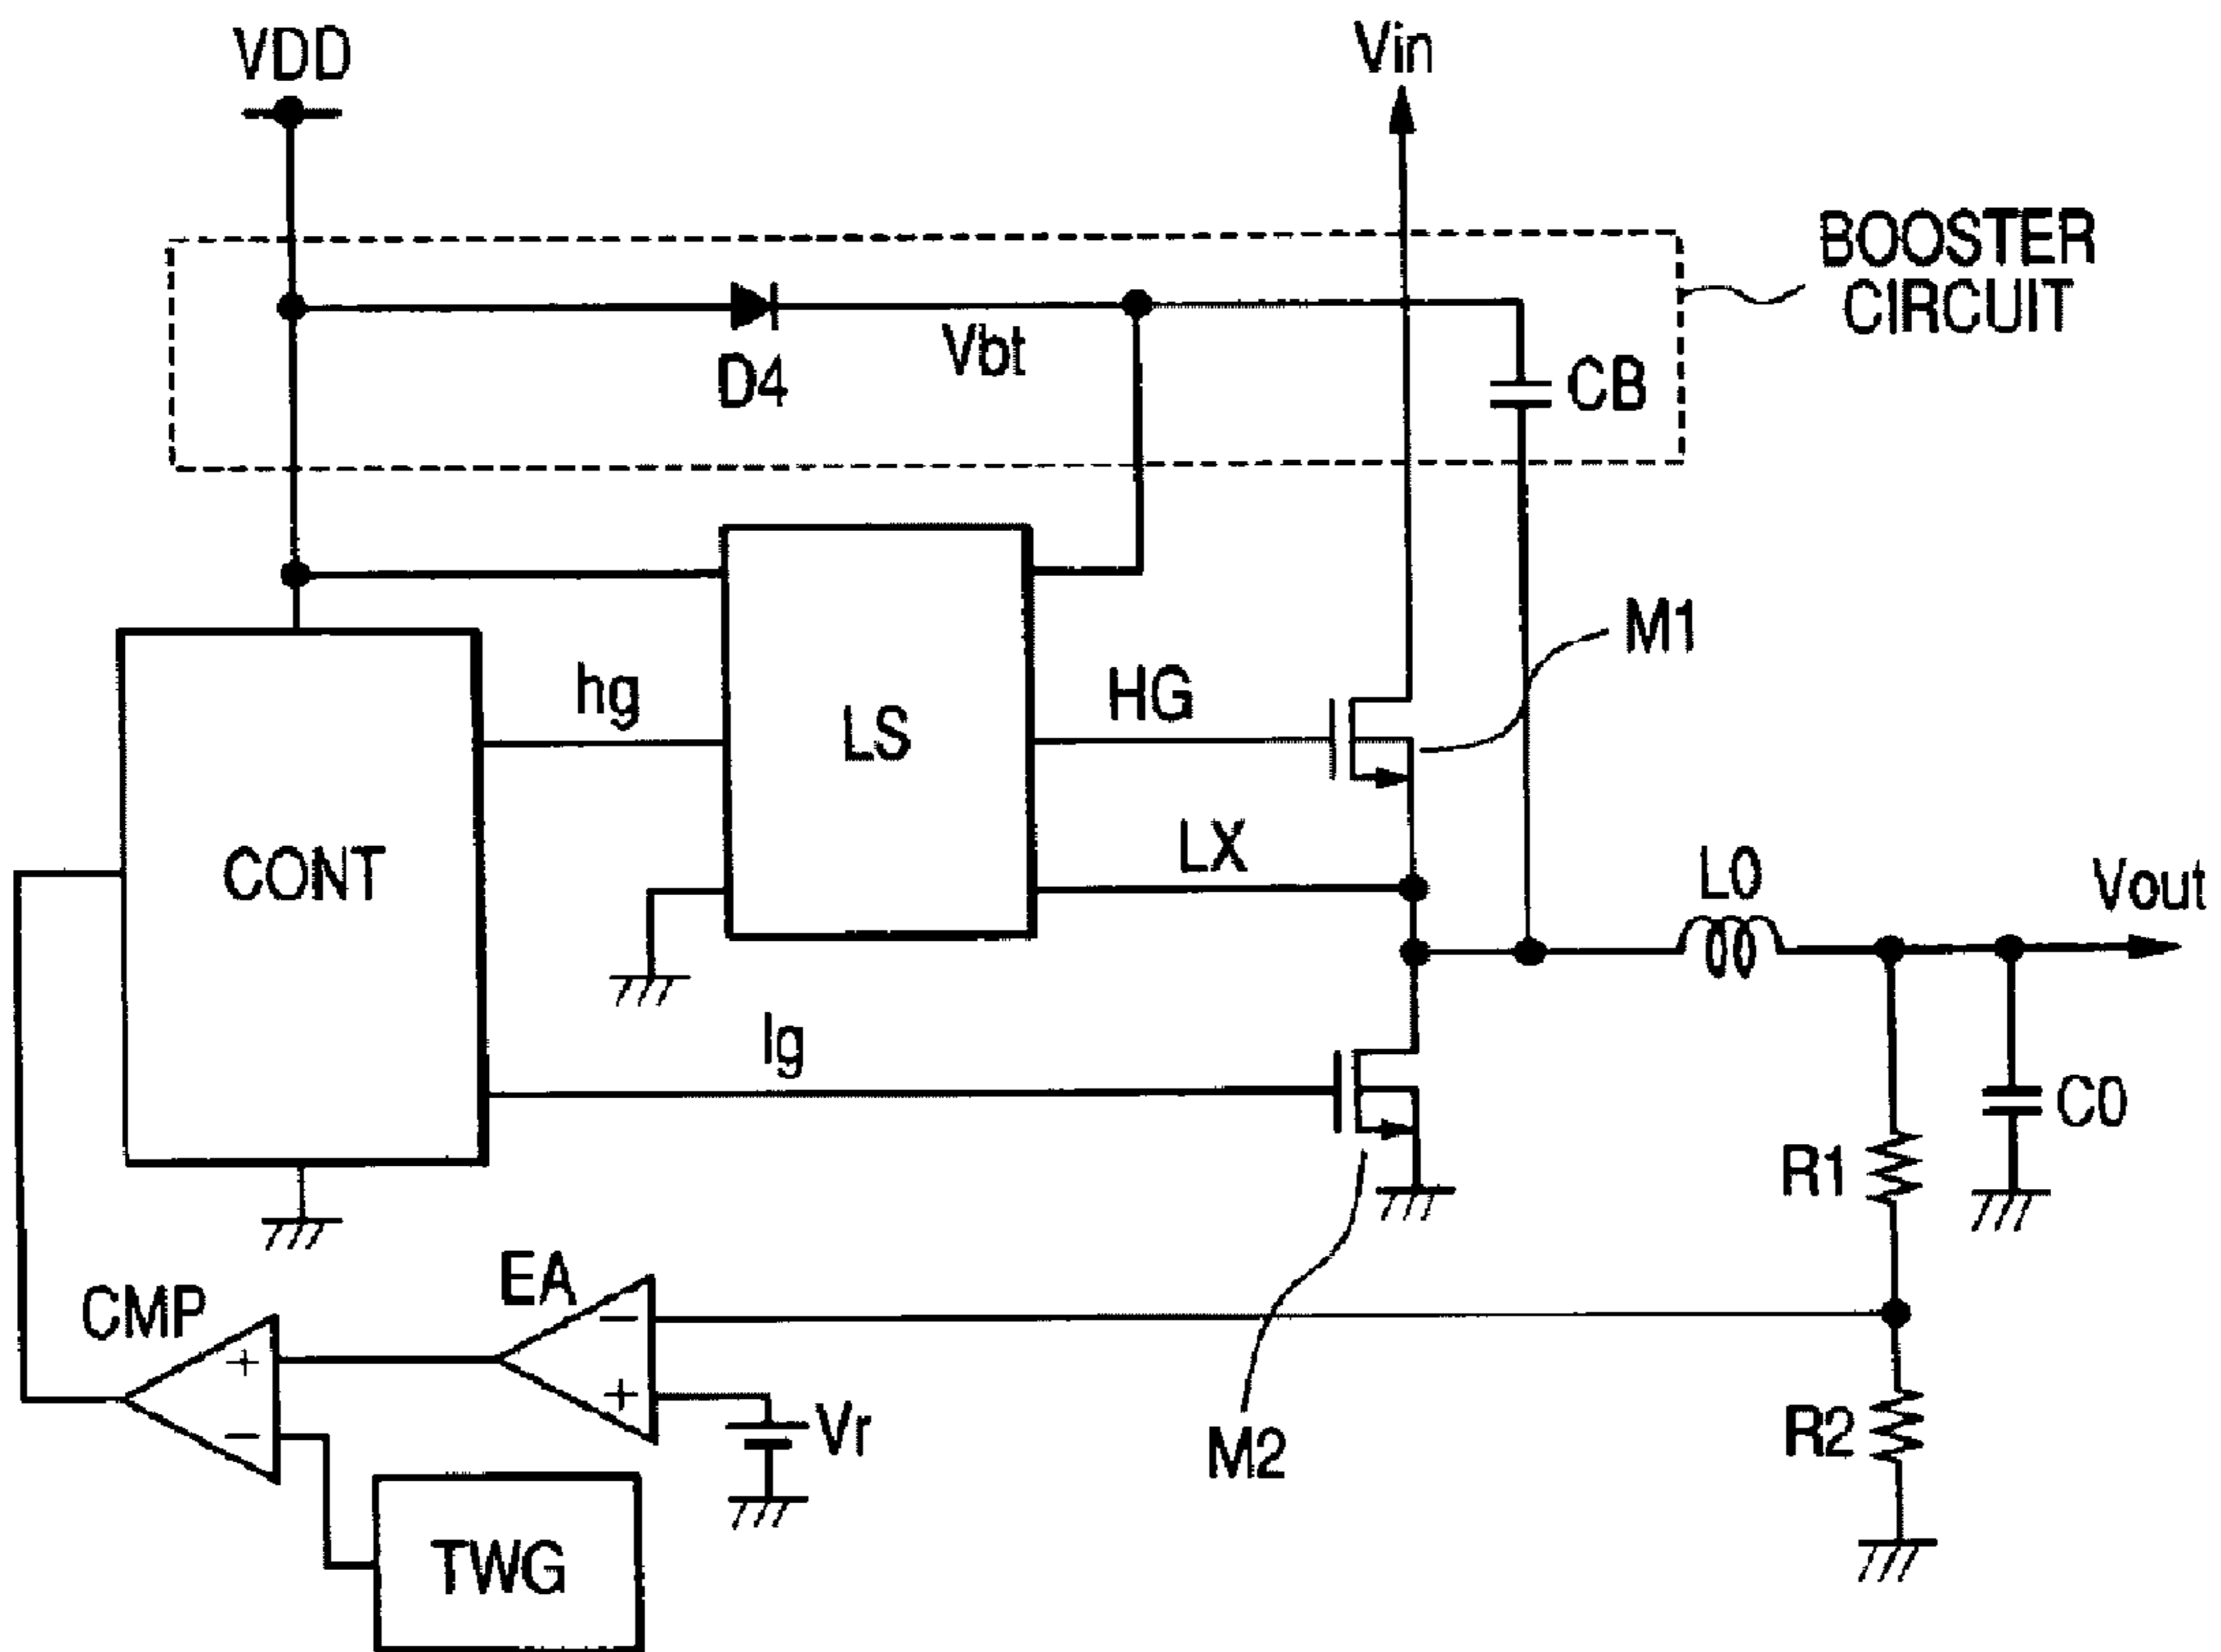 VDD
Vin
BOOSTER
CIRCUIT
D4
Vbt
CB
M1
hg
LS
HG
CONT
LX
L0
Vout
lg
C0
R1
EA
−
CMP
+
+
Vr
−
M2
R2
TWG